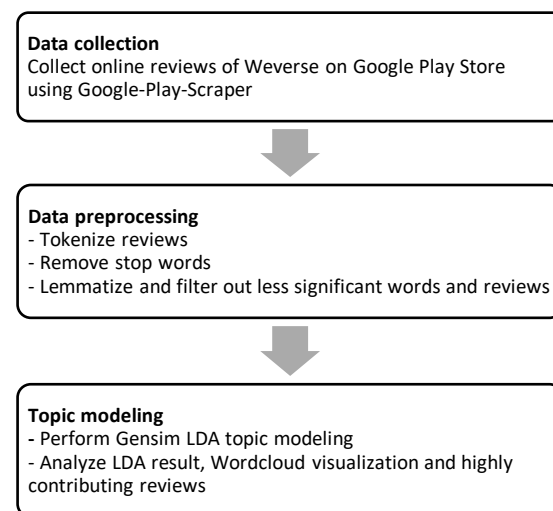 Data collection
Collect online reviews of Weverse on Google Play Store
using Google-Play-Scraper
Data preprocessing
- Tokenize reviews
- Remove stop words
- Lemmatize and filter out less significant words and reviews
Topic modeling
- Perform Gensim LDA topic modeling
- Analyze LDA result, Wordcloud visualization and highly
contributing reviews